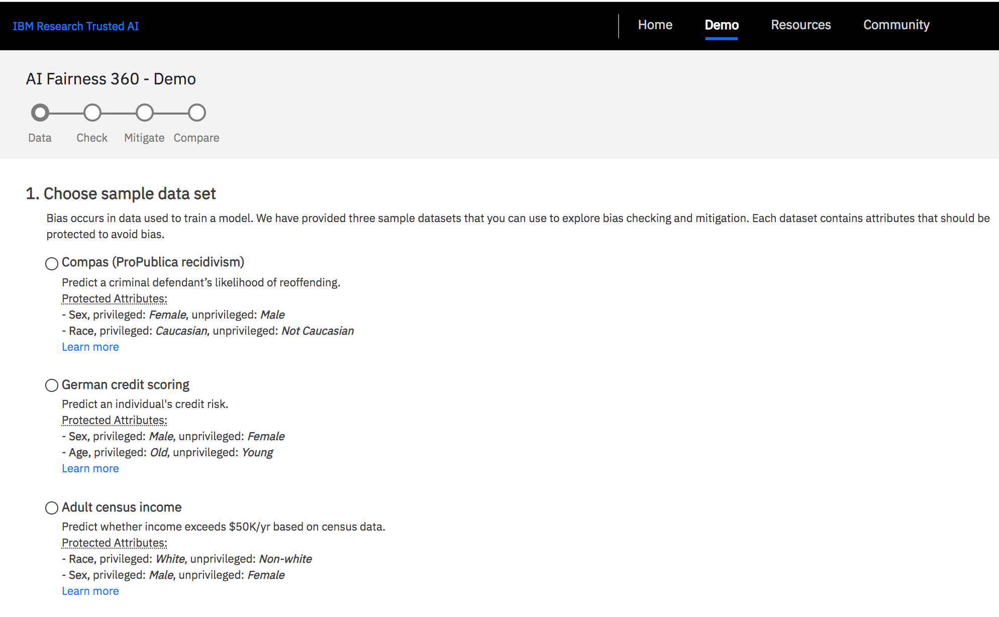 IBM Research Trusted AI
Home
Demo
Resources
Community
AI Fairness 360 - Demo
Data
Check
Mitigate
Compare
1. Choose sample data set
Bias occurs in data used to train a model. We have provided three sample datasets that you can use to explore bias checking and mitigation. Each dataset contains attributes that should be
protected to avoid bias.
Compas (ProPublica recidivism)
Predict a criminal defendant’s likelihood of reoffending.
Protected Attributes:
- Sex, privileged: Female, unprivileged: Male
- Race, privileged: Caucasian, unprivileged: Not Caucasian
Learn more
German credit scoring
Predict an individual's credit risk.
Protected Attributes:
- Sex, privileged: Male, unprivileged: Female
- Age, privileged: Old, unprivileged: Young
Learn more
Adult census income
Predict whether income exceeds $50K/yr based on census data.
Protected Attributes:
- Race, privileged: White, unprivileged: Non-white
- Sex, privileged: Male, unprivileged: Female
Learn more